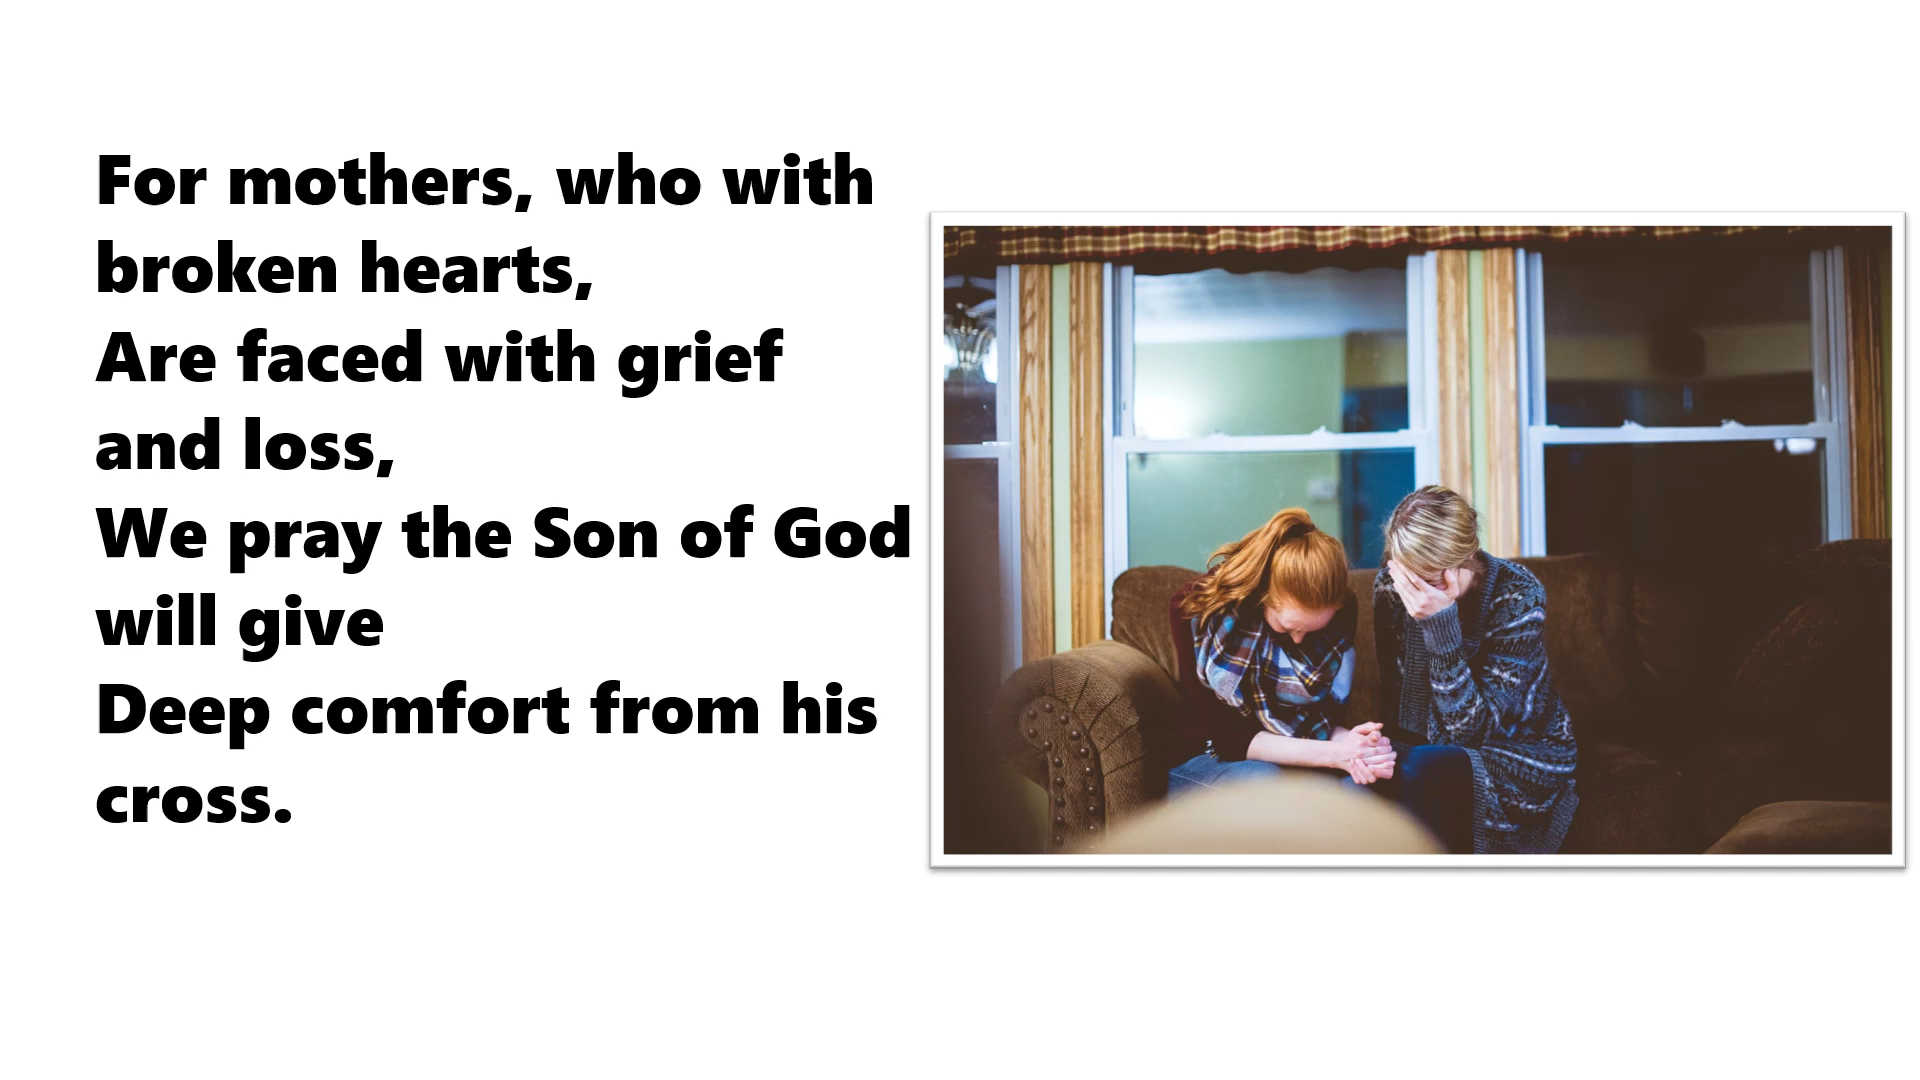 For mothers, who with
broken hearts,
Are faced with grief
and loss,
We pray the Son of God
will give
Deep comfort from his
cross.